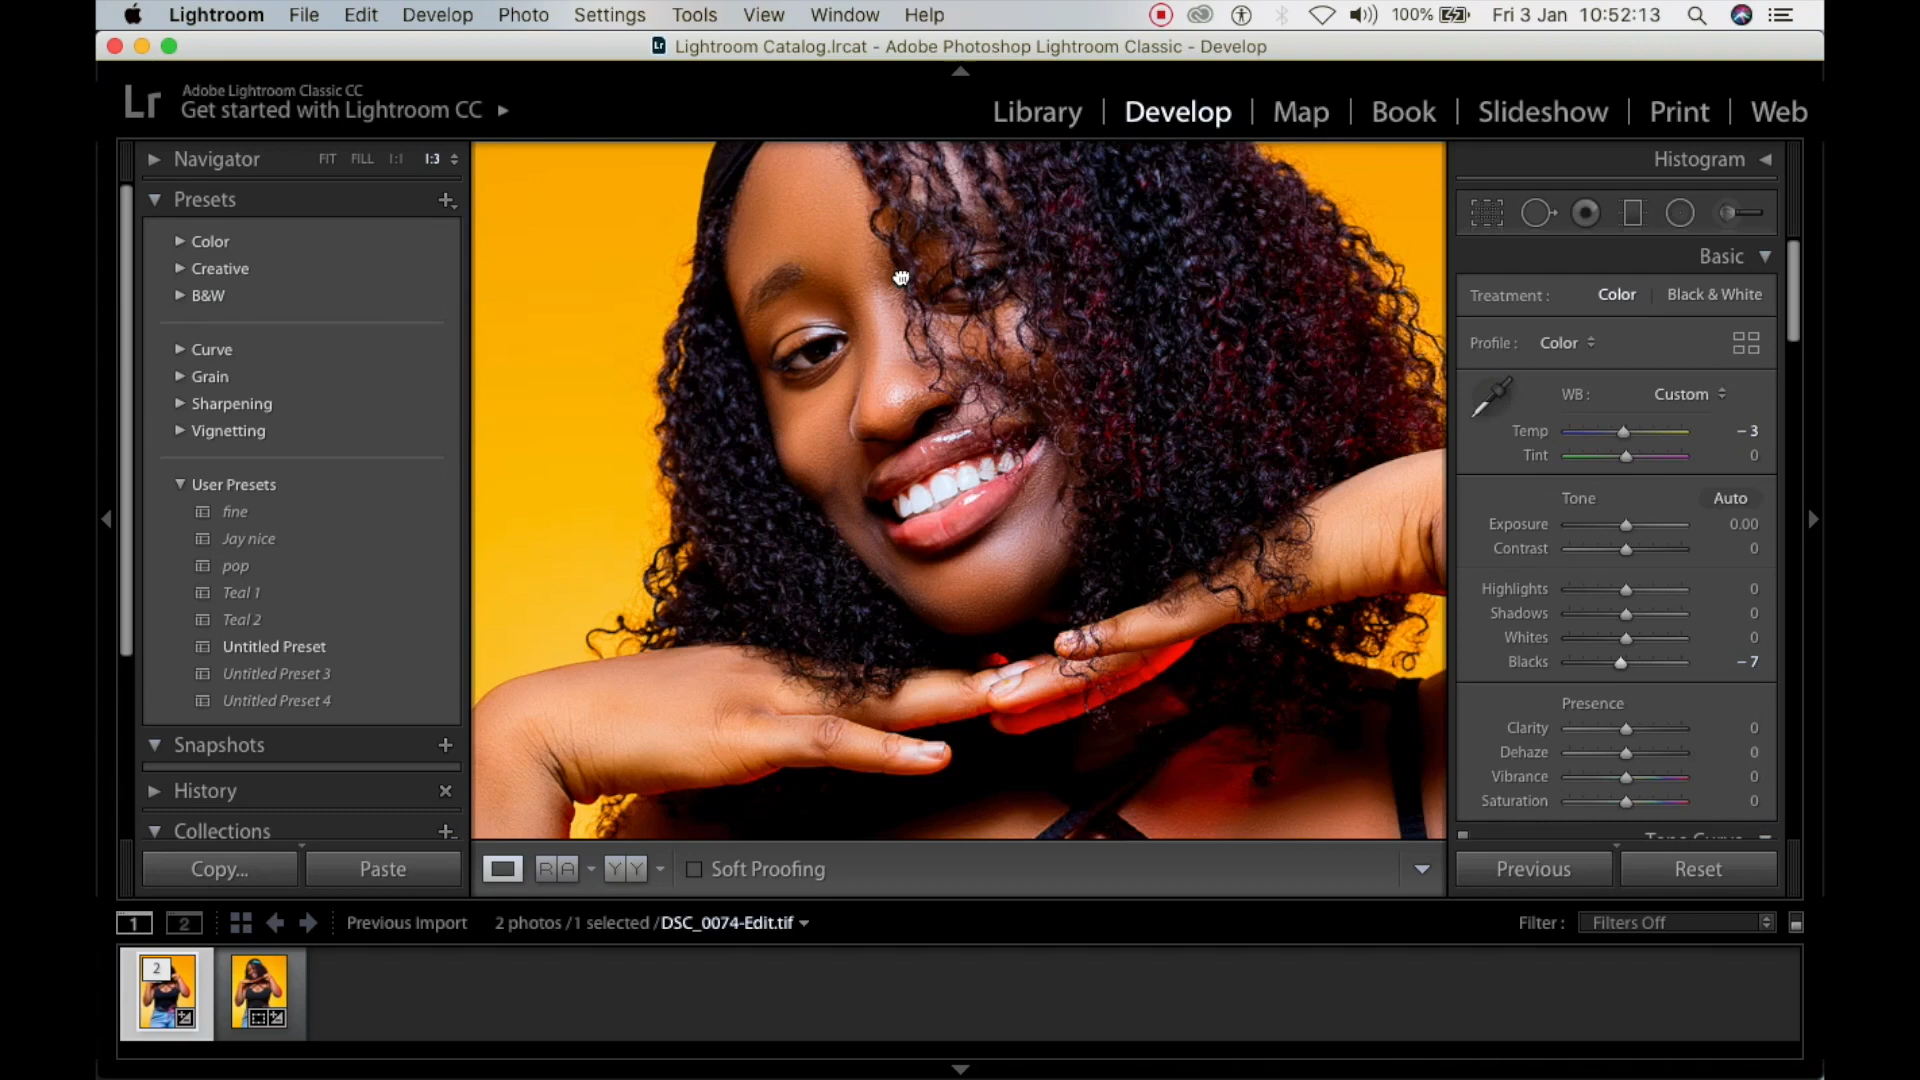 Lightroom File Edit Develop Photo Settings Tools View Window Help 100% Fri 3 Jan 10:52:13
Lr Lightroom Catalog.lrcat - Adobe Photoshop Lightroom Classic - Develop
Lr Adobe Lightroom Classic CC
Get started with Lightroom CC
Library | Develop | Map | Book | Slideshow | Print | Web
Navigator FIT FILL 1:1 1:3
Presets
Color
Creative
B&W
Curve
Grain
Sharpening
Vignetting
User Presets
fine
Jay nice
pop
Teal 1
Teal 2
Untitled Preset
Untitled Preset 3
Untitled Preset 4
Snapshots
History
Collections
Copy... Paste
R A Y Y Soft Proofing
Histogram
Basic
Treatment : Color Black & White
Profile : Color
WB : Custom
Temp – 3
Tint 0
Tone Auto
Exposure 0.00
Contrast 0
Highlights 0
Shadows 0
Whites 0
Blacks – 7
Presence
Clarity 0
Dehaze 0
Vibrance 0
Saturation 0
Tone Curve
Previous Reset
1 2 Previous Import 2 photos /1 selected /DSC_0074-Edit.tif Filter : Filters Off
2